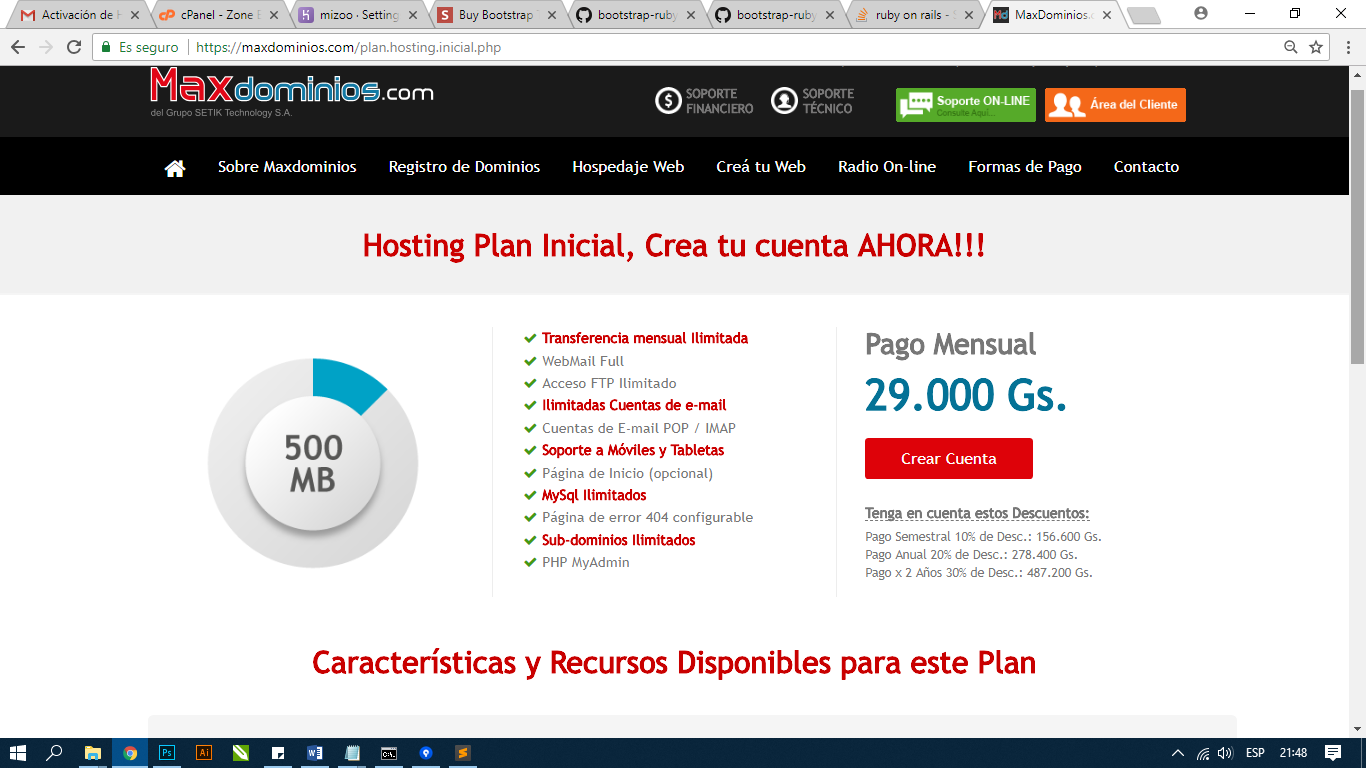 Activación de H
cPanel - Zone E
mizoo · Setting
Buy Bootstrap T
bootstrap-ruby
bootstrap-ruby
ruby on rails - S
MaxDominios.c
Es seguro
https://maxdominios.com/plan.hosting.inicial.php
Maxdominios.com
del Grupo SETIK Technology S.A.
SOPORTE
FINANCIERO
SOPORTE
TÉCNICO
Soporte ON-LINE
Consulte Aquí...
Área del Cliente
Sobre Maxdominios
Registro de Dominios
Hospedaje Web
Creá tu Web
Radio On-line
Formas de Pago
Contacto
Hosting Plan Inicial, Crea tu cuenta AHORA!!!
500
MB
Transferencia mensual Ilimitada
WebMail Full
Acceso FTP Ilimitado
Ilimitadas Cuentas de e-mail
Cuentas de E-mail POP / IMAP
Soporte a Móviles y Tabletas
Página de Inicio (opcional)
MySql Ilimitados
Página de error 404 configurable
Sub-dominios Ilimitados
PHP MyAdmin
Pago Mensual
29.000 Gs.
Crear Cuenta
Tenga en cuenta estos Descuentos:
Pago Semestral 10% de Desc.: 156.600 Gs.
Pago Anual 20% de Desc.: 278.400 Gs.
Pago x 2 Años 30% de Desc.: 487.200 Gs.
Características y Recursos Disponibles para este Plan
ESP
21:48